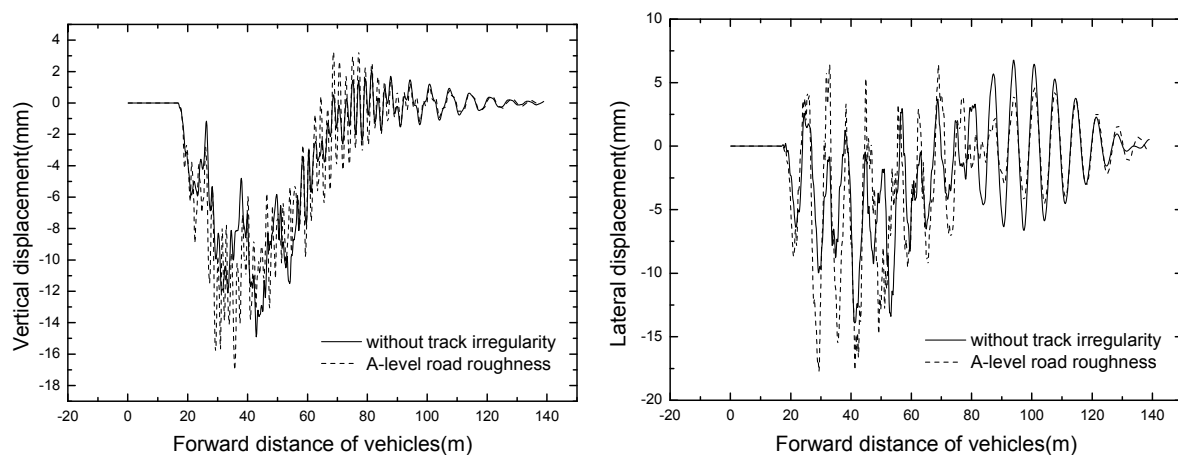 4
2
0
-2
-4
-6
-8
-10
-12
-14
-16
-18
Vertical displacement(mm)
without track irregularity
A-level road roughness
-20 0 20 40 60 80 100 120 140
Forward distance of vehicles(m)
10
5
0
-5
-10
-15
-20
Lateral displacement(mm)
without track irregularity
A-level road roughness
-20 0 20 40 60 80 100 120 140
Forward distance of vehicles(m)